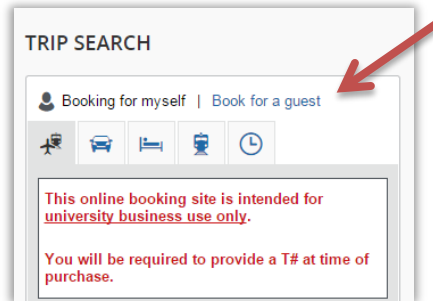 TRIP SEARCH
Booking for myself | Book for a guest
This online booking site is intended for
university business use only.
You will be required to provide a T# at time of
purchase.